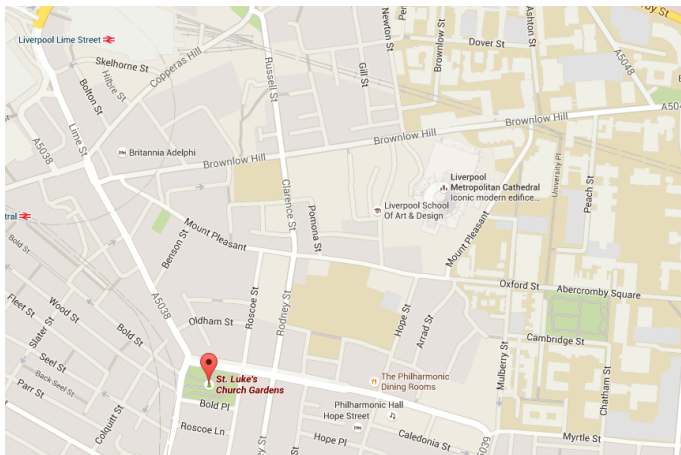 Liverpool Lime Street
Skelhorne St
Copperas Hill
Hilbre St
Bolton St
Lime St
A5038
Russell St
Newton St
Gill St
Brownlow St
Dover St
Ashton St
A5048
Brownlow Hill
Britannia Adelphi
Brownlow Hill
Clarence St
Pomona St
Liverpool
Metropolitan Cathedral
Iconic modern edifice...
Liverpool School
Of Art & Design
University Pl
Peach St
Mount Pleasant
Mount Pleasant
Benson St
Bold St
Fleet St
Wood St
Slater St
Bold St
Seel St
Back Seel St
Parr St
Colquitt St
A5038
Oldham St
Roscoe St
Rodney St
Hope St
Arrad St
Oxford St
Abercromby Square
Cambridge St
Mulberry St
Chatham St
St. Luke's
Church Gardens
Bold Pl
Roscoe Ln
The Philharmonic
Dining Rooms
Philharmonic Hall
Hope Street
Hope Pl
Caledonia St
Myrtle St